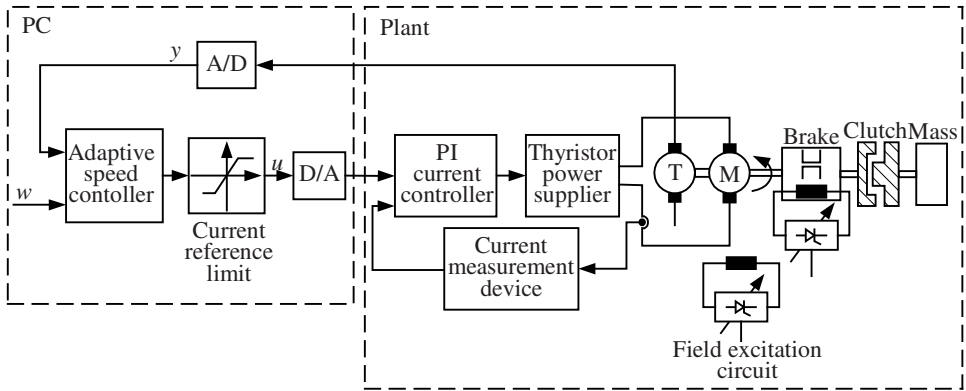 PC
Plant
y
A/D
Adaptive
speed
contoller
w
Current
reference
limit
u
D/A
PI
current
controller
Thyristor
power
supplier
Current
measurement
device
T
M
Brake
Clutch
Mass
Field excitation
circuit